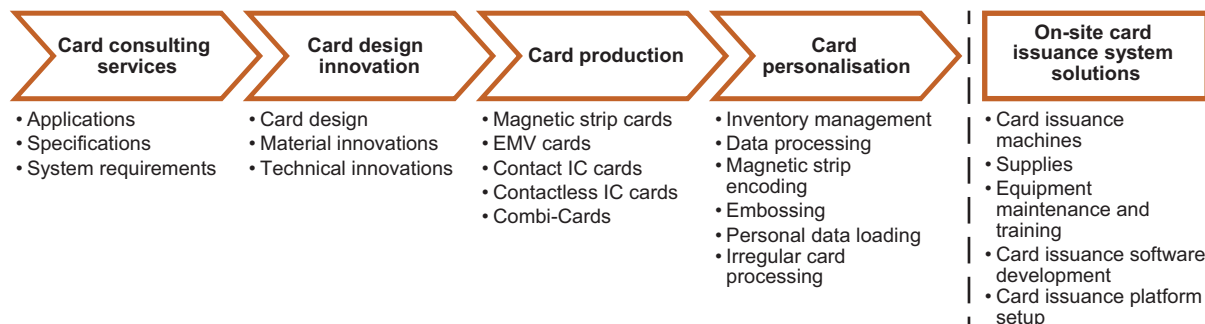 Card consulting
services
• Applications
• Specifications
• System requirements
Card design
innovation
• Card design
• Material innovations
• Technical innovations
Card production
• Magnetic strip cards
• EMV cards
• Contact IC cards
• Contactless IC cards
• Combi-Cards
Card
personalisation
• Inventory management
• Data processing
• Magnetic strip
encoding
• Embossing
• Personal data loading
• Irregular card
processing
On-site card
issuance system
solutions
• Card issuance
machines
• Supplies
• Equipment
maintenance and
training
• Card issuance software
development
• Card issuance platform
setup